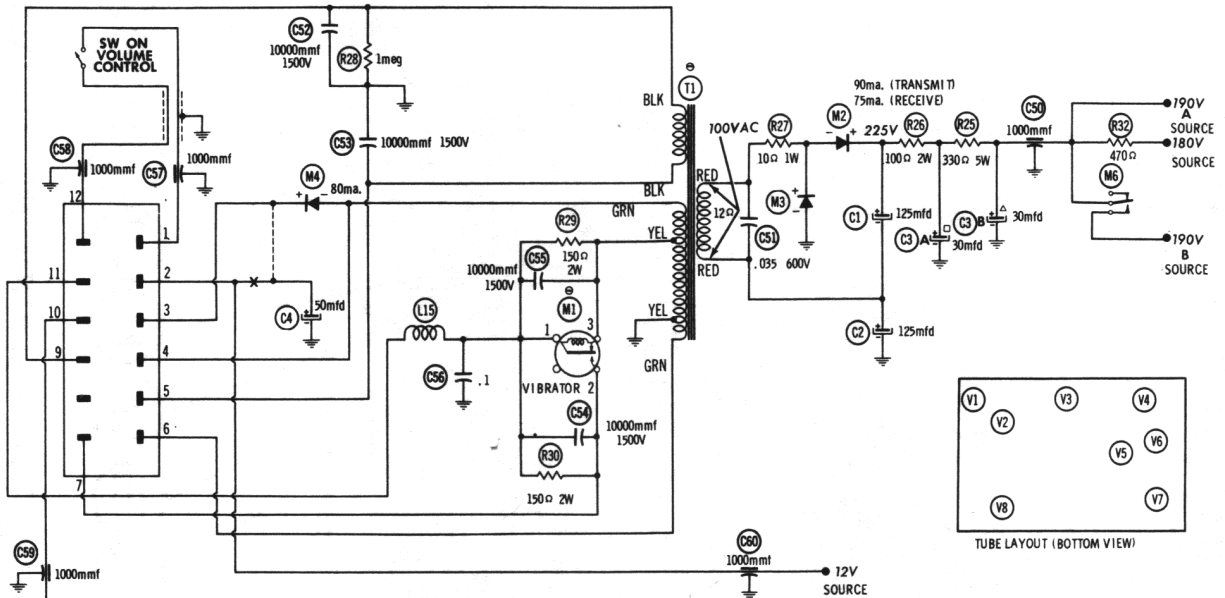 SW ON
VOLUME
CONTROL
C52
10000mmf
1500V
R28
1meg
C53
10000mmf 1500V
C58
1000mmf
C57
1000mmf
12
M4
+
- 80ma.
BLK
BLK
GRN
YEL
YEL
GRN
⊖
T1
100VAC
RED
12Ω
RED
C51
.035 600V
R27
10Ω 1W
M3
+
-
90ma. (TRANSMIT)
75ma. (RECEIVE)
M2
-
+
225V
R26
100Ω 2W
R25
330Ω 5W
C50
1000mmf
190V
A
SOURCE
R32
470Ω
180V
SOURCE
M6
190V
B
SOURCE
C1
125mfd
C3 A
30mfd
C3 B
30mfd
C2
125mfd
1
11
2
10
3
9
4
5
6
7
C4
50mfd
L15
C56
.1
R29
150Ω
2W
C55
10000mmf
1500V
⊖
M1
1
3
VIBRATOR 2
C54
10000mmf
1500V
R30
150Ω 2W
C59
1000mmf
C60
1000mmf
12V
SOURCE
V1
V2
V3
V4
V5
V6
V7
V8
TUBE LAYOUT (BOTTOM VIEW)